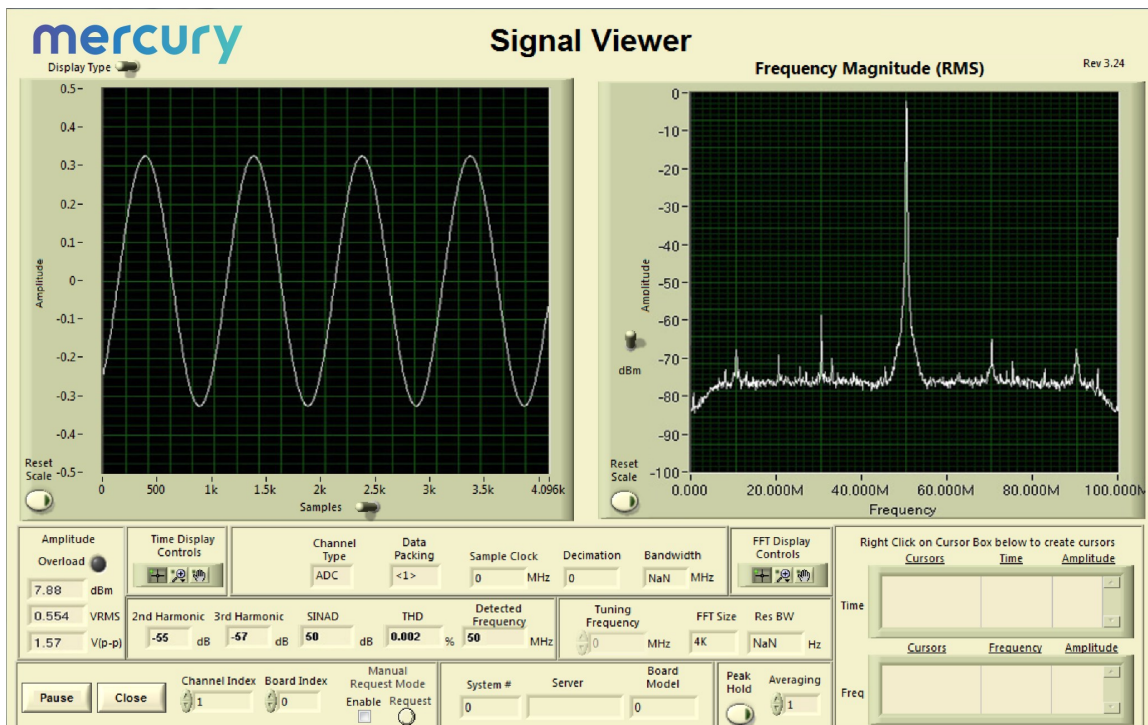 mercury
Signal Viewer
Display Type
Frequency Magnitude (RMS)
Rev 3.24
0.5
0.4
0.3
0.2
0.1
0
-0.1
-0.2
-0.3
-0.4
-0.5
Amplitude
Reset
Scale
0 500 1k 1.5k 2k 2.5k 3k 3.5k 4.096k
Samples
0
-10
-20
-30
-40
-50
-60
-70
-80
-90
-100
Amplitude
dBm
Reset
Scale
0.000 20.000M 40.000M 60.000M 80.000M 100.000M
Frequency
Amplitude
Overload
7.88 dBm
0.554 VRMS
1.57 V(p-p)
Time Display
Controls
Channel
Type
ADC
Data
Packing
<1>
Sample Clock
0 MHz
Decimation
0
Bandwidth
NaN MHz
FFT Display
Controls
2nd Harmonic
-55 dB
3rd Harmonic
-67 dB
SINAD
60 dB
THD
0.002 %
Detected
Frequency
50 MHz
Tuning
Frequency
0 MHz
FFT Size
4K
Res BW
NaN Hz
Right Click on Cursor Box below to create cursors
Cursors Time Amplitude
Time
Cursors Frequency Amplitude
Freq
Pause
Close
Channel Index
1
Board Index
0
Manual
Request Mode
Enable Request
System #
0
Server
Board
Model
0
Peak
Hold
Averaging
1